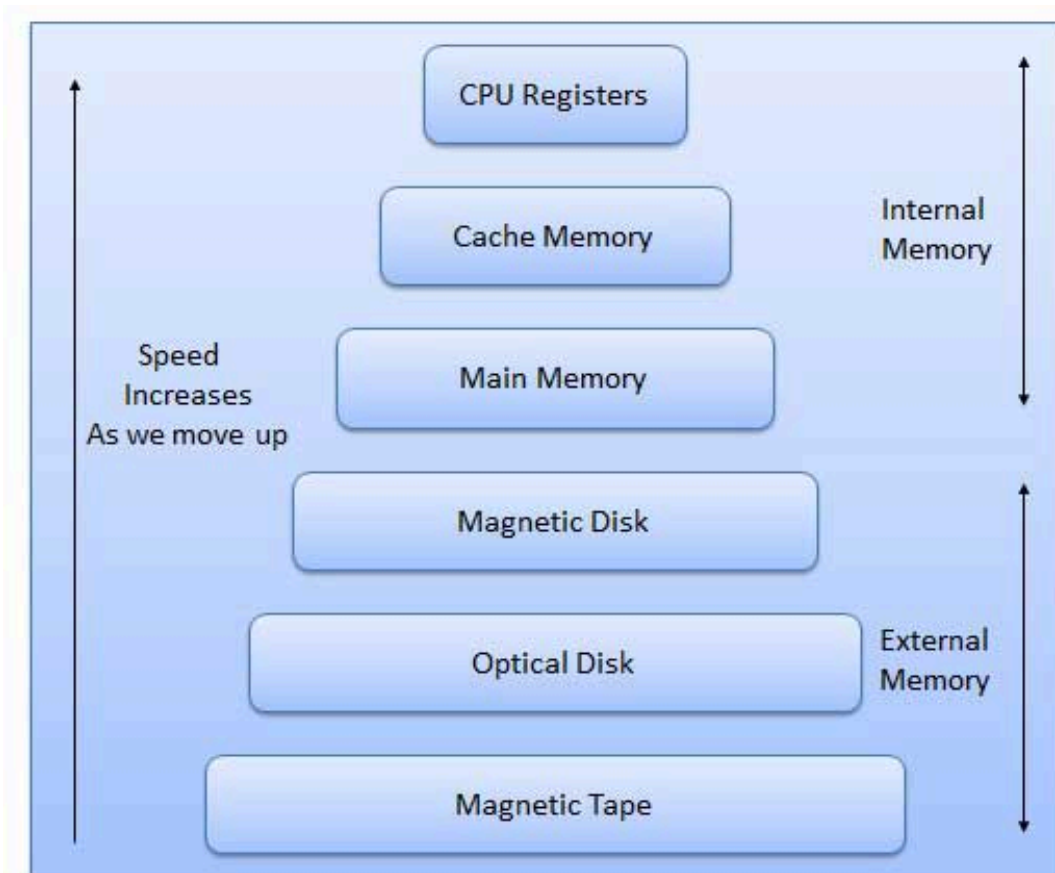 CPU Registers
Cache Memory
Internal
Memory
Main Memory
Speed
Increases
As we move up
Magnetic Disk
Optical Disk
External
Memory
Magnetic Tape